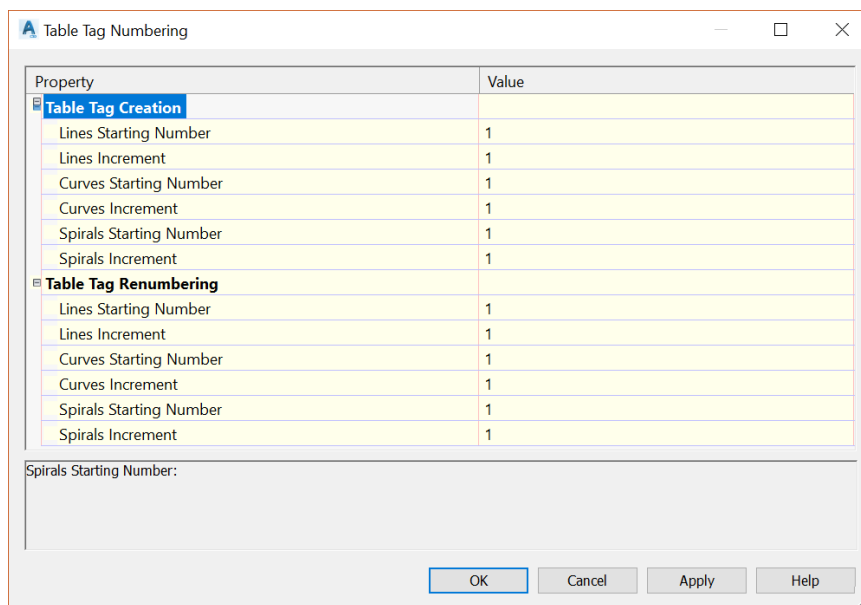 Table Tag Numbering
Property Value
Table Tag Creation
Lines Starting Number 1
Lines Increment 1
Curves Starting Number 1
Curves Increment 1
Spirals Starting Number 1
Spirals Increment 1
Table Tag Renumbering
Lines Starting Number 1
Lines Increment 1
Curves Starting Number 1
Curves Increment 1
Spirals Starting Number 1
Spirals Increment 1
Spirals Starting Number:
OK Cancel Apply Help